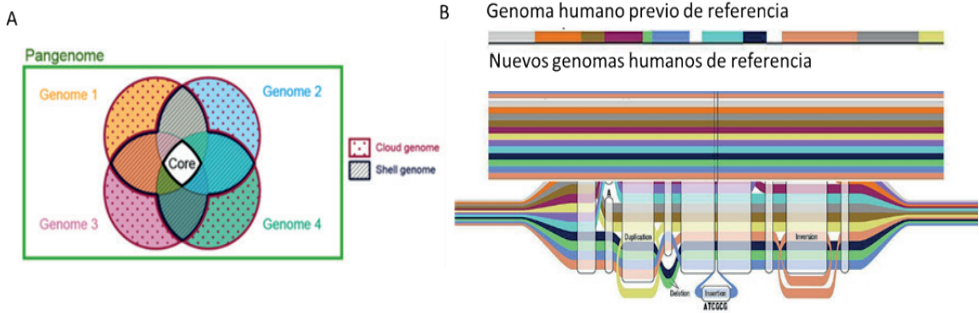 A
Pangenome
Genome 1
Genome 2
Core
Genome 3
Genome 4
Cloud genome
Shell genome
B
Genoma humano previo de referencia
Nuevos genomas humanos de referencia
A
Duplication
Deletion
Insertion
ATCGCG
Inversion